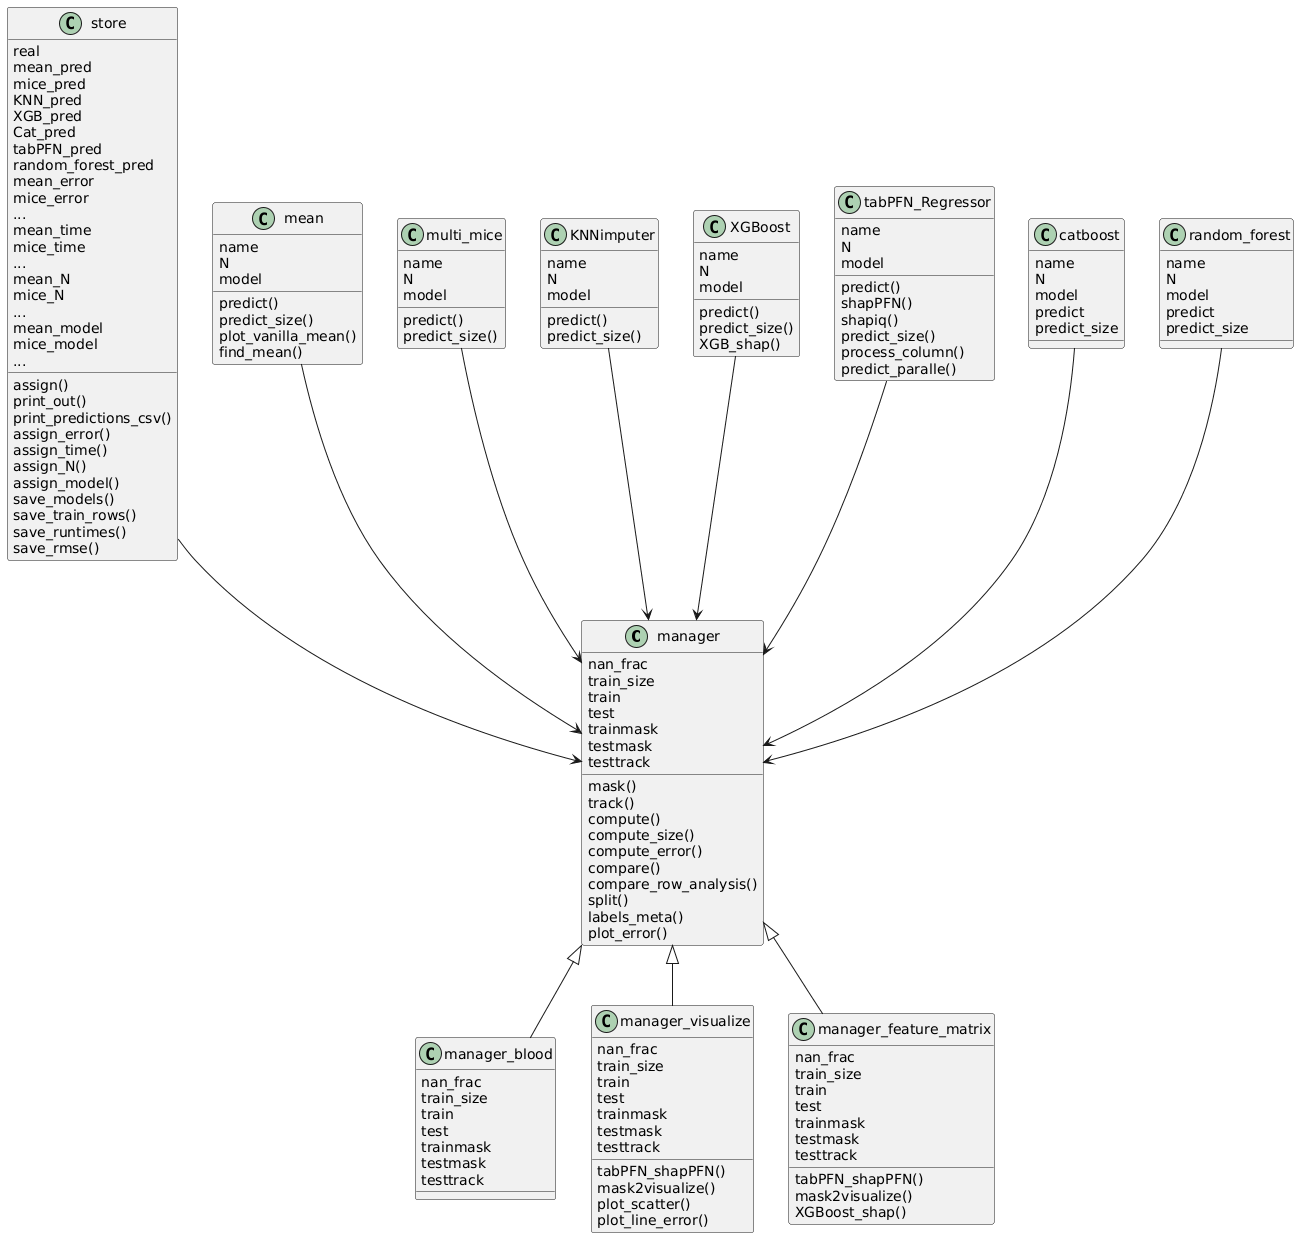 C store
real
mean_pred
mice_pred
KNN_pred
XGB_pred
Cat_pred
tabPFN_pred
random_forest_pred
mean_error
mice_error
...
mean_time
mice_time
...
mean_N
mice_N
...
mean_model
mice_model
...
assign()
print_out()
print_predictions_csv()
assign_error()
assign_time()
assign_N()
assign_model()
save_models()
save_train_rows()
save_runtimes()
save_rmse()
C mean
name
N
model
predict()
predict_size()
plot_vanilla_mean()
find_mean()
C multi_mice
name
N
model
predict()
predict_size()
C KNNimputer
name
N
model
predict()
predict_size()
C XGBoost
name
N
model
predict()
predict_size()
XGB_shap()
C tabPFN_Regressor
name
N
model
predict()
shapPFN()
shapiq()
predict_size()
process_column()
predict_paralle()
C catboost
name
N
model
predict
predict_size
C random_forest
name
N
model
predict
predict_size
C manager
nan_frac
train_size
train
test
trainmask
testmask
testtrack
mask()
track()
compute()
compute_size()
compute_error()
compare()
compare_row_analysis()
split()
labels_meta()
plot_error()
C manager_blood
nan_frac
train_size
train
test
trainmask
testmask
testtrack
C manager_visualize
nan_frac
train_size
train
test
trainmask
testmask
testtrack
tabPFN_shapPFN()
mask2visualize()
plot_scatter()
plot_line_error()
C manager_feature_matrix
nan_frac
train_size
train
test
trainmask
testmask
testtrack
tabPFN_shapPFN()
mask2visualize()
XGBoost_shap()